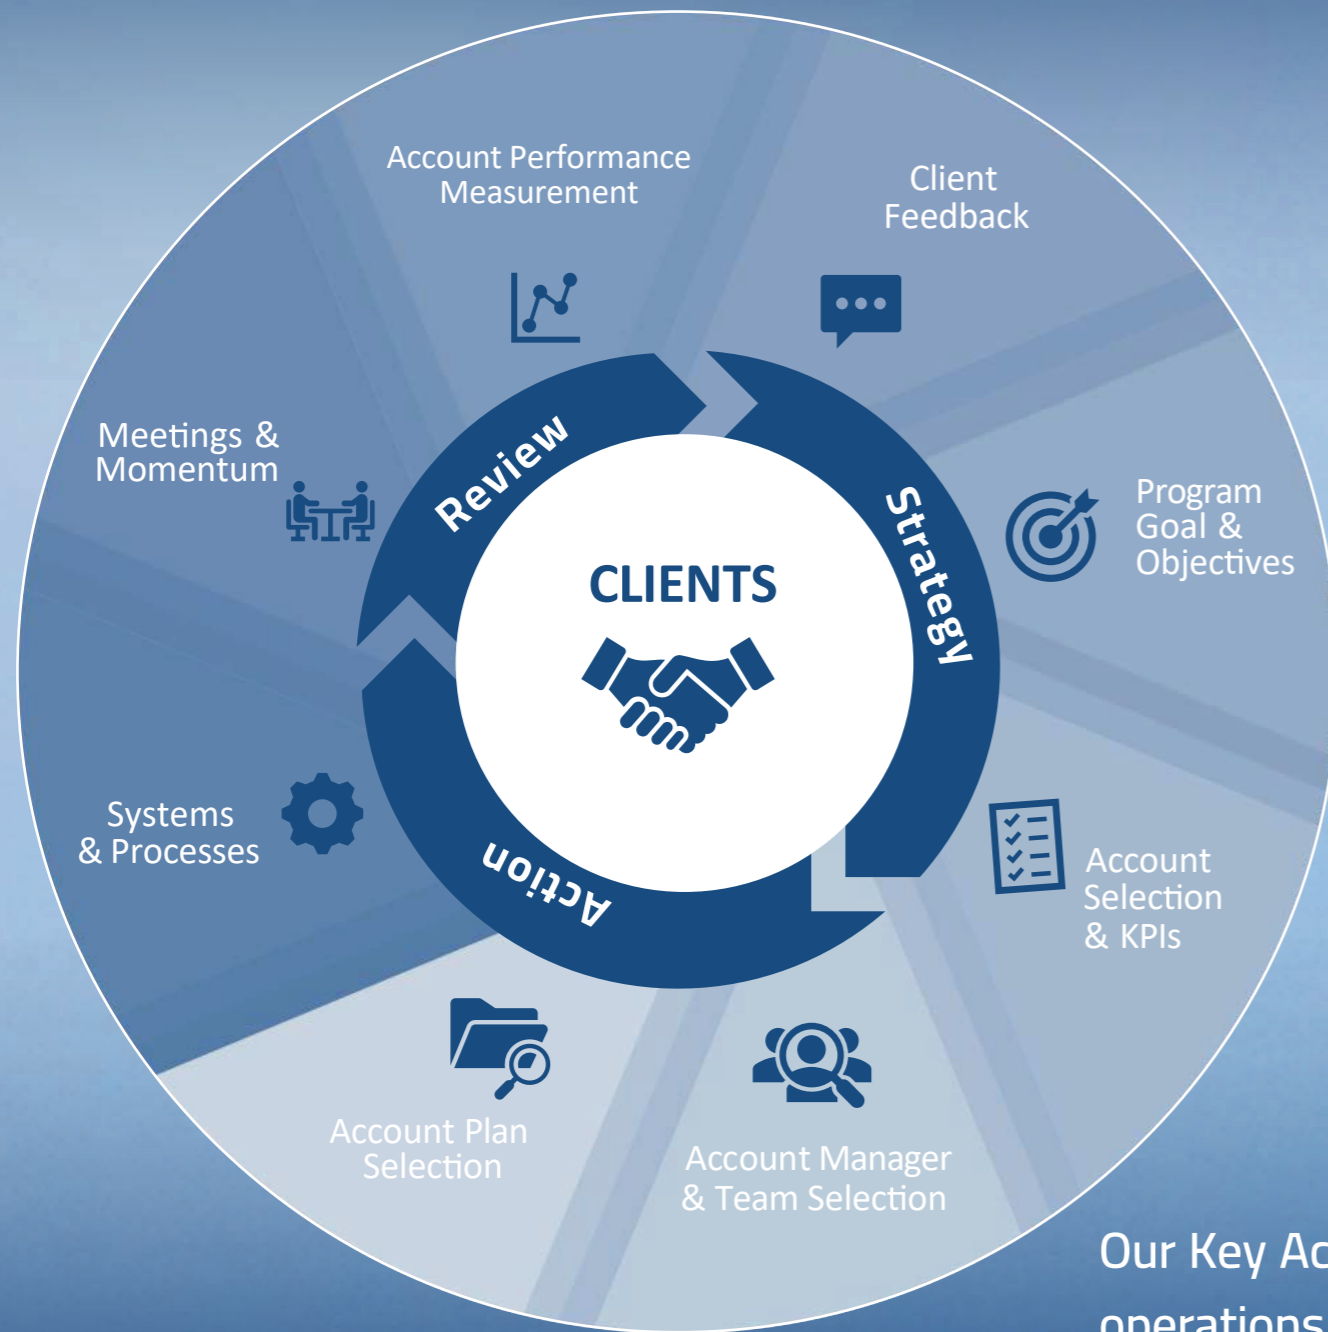 Account Performance
Measurement
Client
Feedback
Meetings &
Momentum
Review
Strategy
Program
Goal &
Objectives
CLIENTS
Systems
& Processes
Action
Account
Selection
& KPIs
Account Plan
Selection
Account Manager
& Team Selection
Our Key Ac
operations